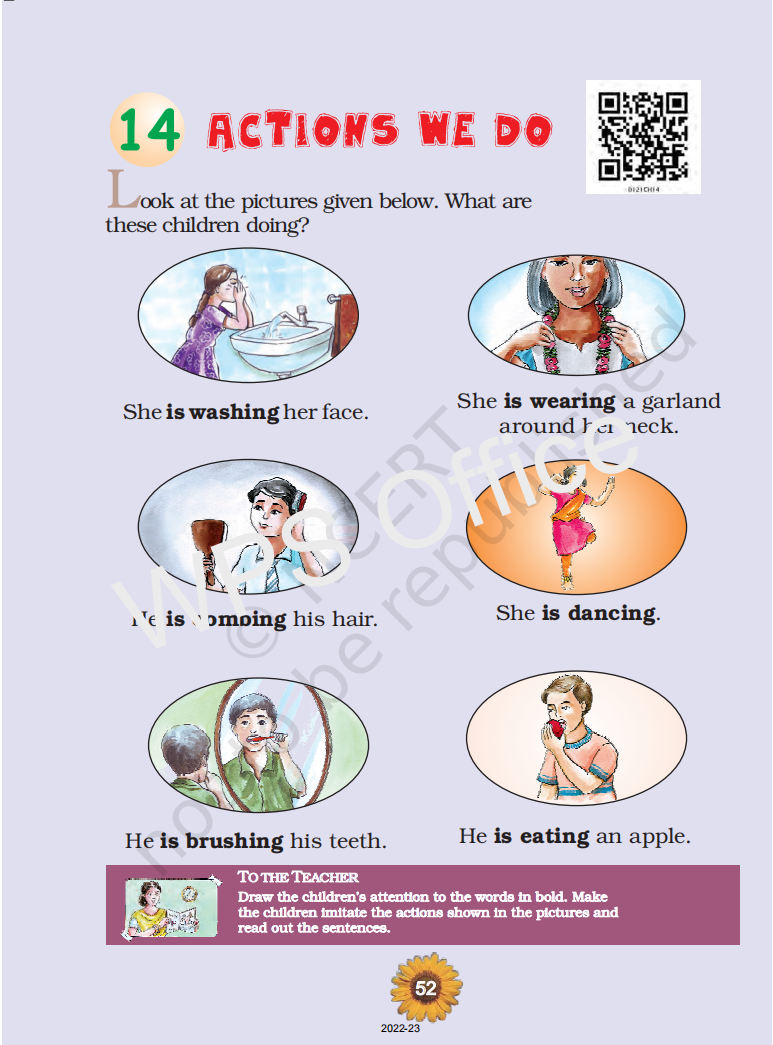 14 ACTIONS WE DO
0121CH14
Look at the pictures given below. What are
these children doing?
She is washing her face.
She is wearing a garland
around her neck.
He is combing his hair.
She is dancing.
He is brushing his teeth.
He is eating an apple.
© NCERT
not to be republished
WPS Office
TO THE TEACHER
Draw the children's attention to the words in bold. Make
the children imitate the actions shown in the pictures and
read out the sentences.
52
2022-23